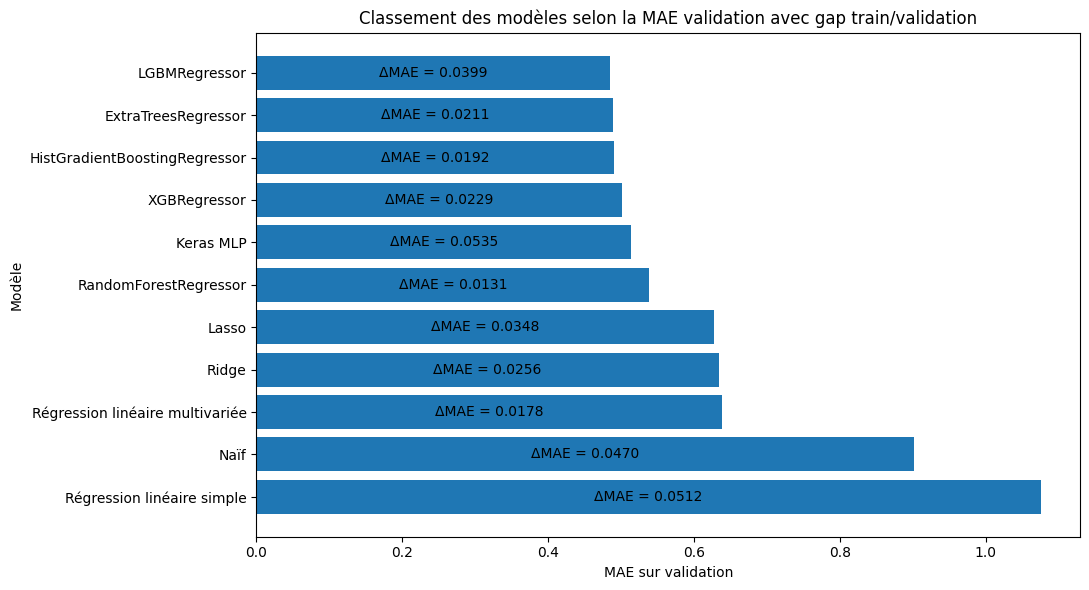 Classement des modèles selon la MAE validation avec gap train/validation
LGBMRegressor
ΔMAE = 0.0399
ExtraTreesRegressor
ΔMAE = 0.0211
HistGradientBoostingRegressor
ΔMAE = 0.0192
XGBRegressor
ΔMAE = 0.0229
Keras MLP
ΔMAE = 0.0535
RandomForestRegressor
ΔMAE = 0.0131
Lasso
ΔMAE = 0.0348
Ridge
ΔMAE = 0.0256
Régression linéaire multivariée
ΔMAE = 0.0178
Naïf
ΔMAE = 0.0470
Régression linéaire simple
ΔMAE = 0.0512
Modèle
0.0
0.2
0.4
0.6
0.8
1.0
MAE sur validation